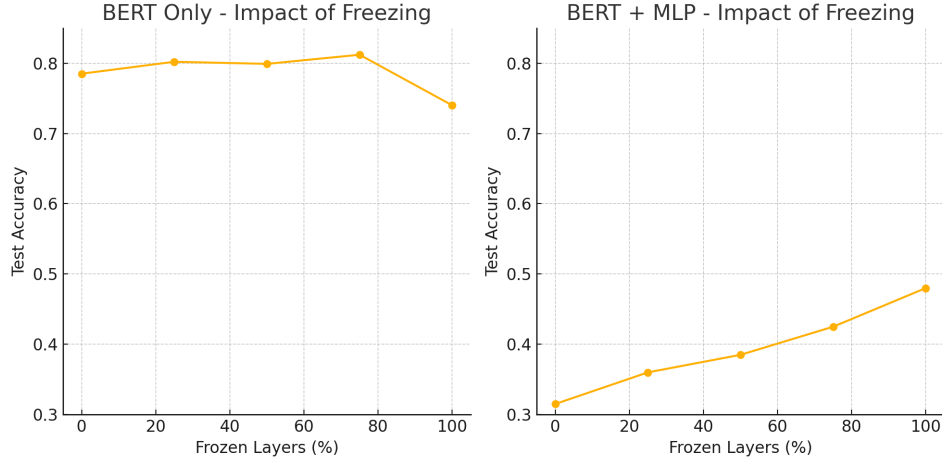 BERT Only - Impact of Freezing
0.8
0.7
0.6
0.5
0.4
0.3
Test Accuracy
0 20 40 60 80 100
Frozen Layers (%)
BERT + MLP - Impact of Freezing
0.8
0.7
0.6
0.5
0.4
0.3
Test Accuracy
0 20 40 60 80 100
Frozen Layers (%)